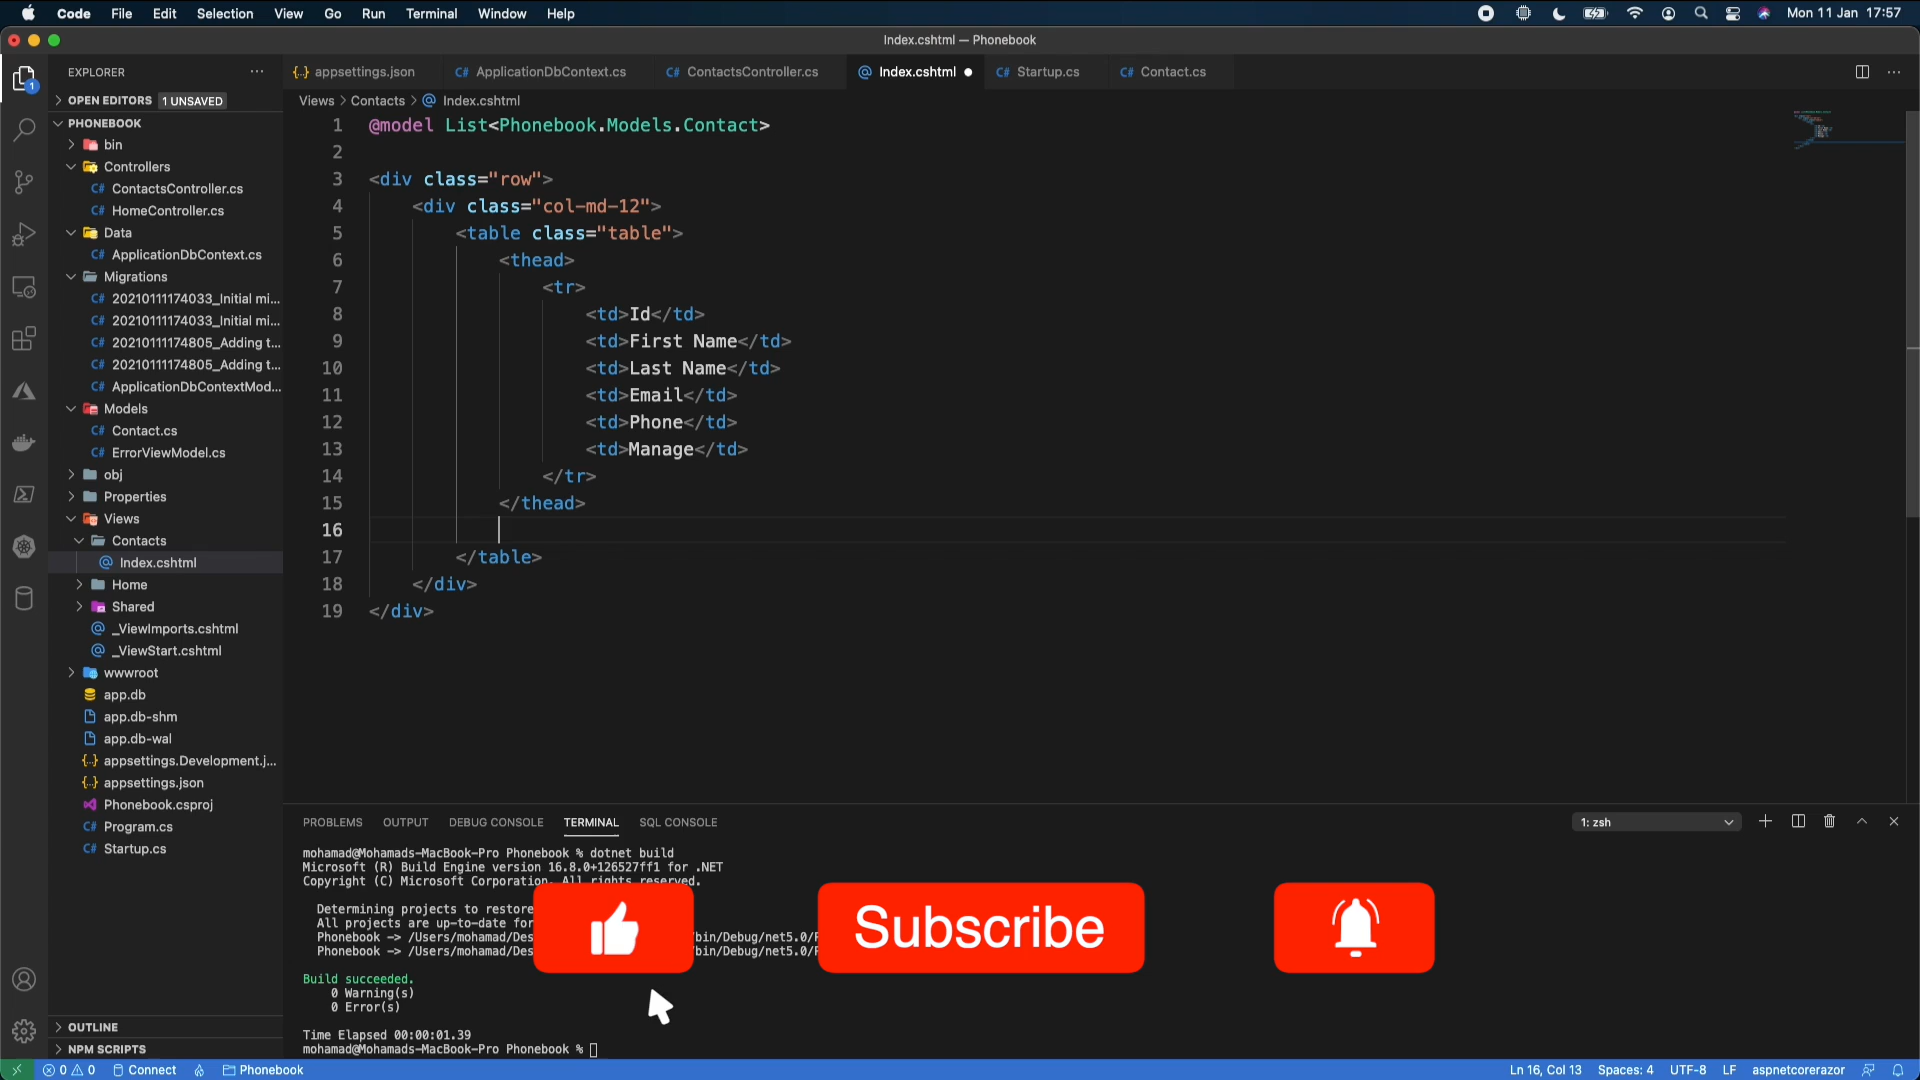 Code File Edit Selection View Go Run Terminal Window Help Mon 11 Jan 17:57
Index.cshtml — Phonebook
EXPLORER
OPEN EDITORS 1 UNSAVED
PHONEBOOK
bin
Controllers
C# ContactsController.cs
C# HomeController.cs
Data
C# ApplicationDbContext.cs
Migrations
C# 20210111174033_Initial mi...
C# 20210111174033_Initial mi...
C# 20210111174805_Adding t...
C# 20210111174805_Adding t...
C# ApplicationDbContextMod...
Models
C# Contact.cs
C# ErrorViewModel.cs
obj
Properties
Views
Contacts
@ Index.cshtml
Home
Shared
@ _ViewImports.cshtml
@ _ViewStart.cshtml
wwwroot
app.db
app.db-shm
app.db-wal
{..} appsettings.Development.j...
{..} appsettings.json
Phonebook.csproj
C# Program.cs
C# Startup.cs
OUTLINE
NPM SCRIPTS
{..} appsettings.json C# ApplicationDbContext.cs C# ContactsController.cs @ Index.cshtml C# Startup.cs C# Contact.cs
Views > Contacts > @ Index.cshtml
1 @model List<Phonebook.Models.Contact>
2
3 <div class="row">
4 <div class="col-md-12">
5 <table class="table">
6 <thead>
7 <tr>
8 <td>Id</td>
9 <td>First Name</td>
10 <td>Last Name</td>
11 <td>Email</td>
12 <td>Phone</td>
13 <td>Manage</td>
14 </tr>
15 </thead>
16
17 </table>
18 </div>
19 </div>
PROBLEMS OUTPUT DEBUG CONSOLE TERMINAL SQL CONSOLE 1: zsh
mohamad@Mohamads-MacBook-Pro Phonebook % dotnet build
Microsoft (R) Build Engine version 16.8.0+126527ff1 for .NET
Copyright (C) Microsoft Corporation. All rights reserved.
Determining projects to restore
All projects are up-to-date for
Phonebook -> /Users/mohamad/Des bin/Debug/net5.0/
Phonebook -> /Users/mohamad/Des bin/Debug/net5.0/
Subscribe
Build succeeded.
0 Warning(s)
0 Error(s)
Time Elapsed 00:00:01.39
mohamad@Mohamads-MacBook-Pro Phonebook %
0 0 Connect Phonebook Ln 16, Col 13 Spaces: 4 UTF-8 LF aspnetcorerazor